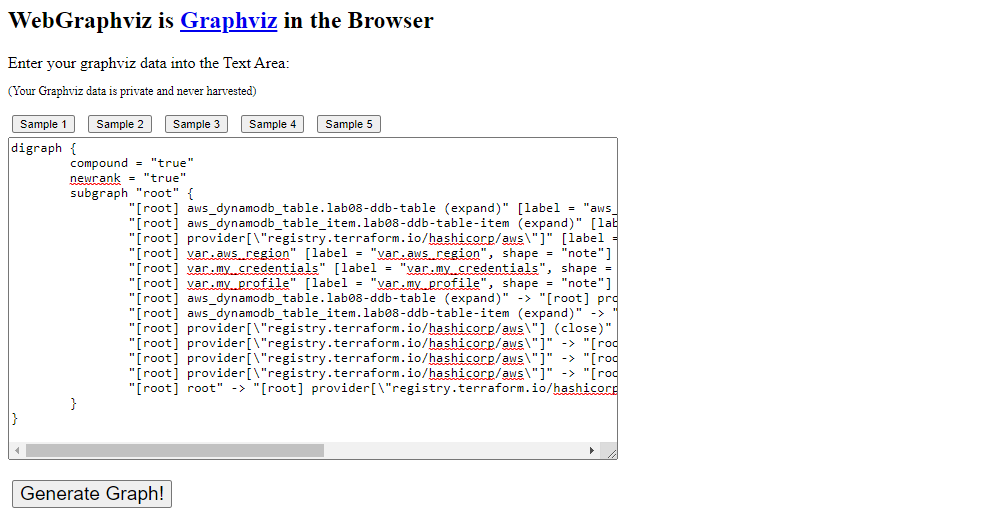 WebGraphviz is Graphviz in the Browser
Enter your graphviz data into the Text Area:
(Your Graphviz data is private and never harvested)
Sample 1 Sample 2 Sample 3 Sample 4 Sample 5
digraph {
compound = "true"
newrank = "true"
subgraph "root" {
"[root] aws_dynamodb_table.lab08-ddb-table (expand)" [label = "aws_
"[root] aws_dynamodb_table_item.lab08-ddb-table-item (expand)" [lab
"[root] provider[\"registry.terraform.io/hashicorp/aws\"]" [label =
"[root] var.aws_region" [label = "var.aws_region", shape = "note"]
"[root] var.my_credentials" [label = "var.my_credentials", shape =
"[root] var.my_profile" [label = "var.my_profile", shape = "note"]
"[root] aws_dynamodb_table.lab08-ddb-table (expand)" -> "[root] pro
"[root] aws_dynamodb_table_item.lab08-ddb-table-item (expand)" -> "
"[root] provider[\"registry.terraform.io/hashicorp/aws\"] (close)"
"[root] provider[\"registry.terraform.io/hashicorp/aws\"]" -> "[roo
"[root] provider[\"registry.terraform.io/hashicorp/aws\"]" -> "[roo
"[root] provider[\"registry.terraform.io/hashicorp/aws\"]" -> "[roo
"[root] root" -> "[root] provider[\"registry.terraform.io/hashicorp
}
}
Generate Graph!